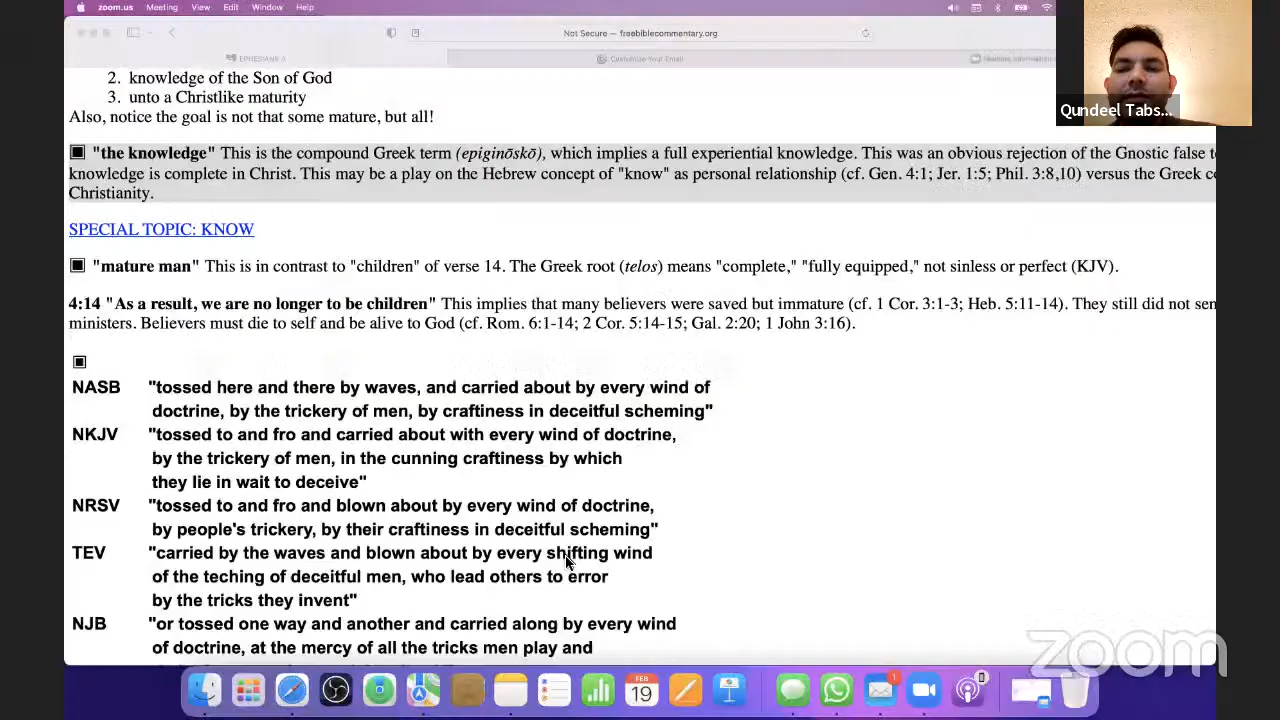 zoom.us Meeting View Edit Window Help
Not Secure — freebiblecommentary.org
EPHESIANS 4
Customize Your Email
Meeting Information
Qundeel Tabs...
2. knowledge of the Son of God
3. unto a Christlike maturity
Also, notice the goal is not that some mature, but all!
"the knowledge" This is the compound Greek term (epiginōskō), which implies a full experiential knowledge. This was an obvious rejection of the Gnostic false t
knowledge is complete in Christ. This may be a play on the Hebrew concept of "know" as personal relationship (cf. Gen. 4:1; Jer. 1:5; Phil. 3:8,10) versus the Greek c
Christianity.
SPECIAL TOPIC: KNOW
"mature man" This is in contrast to "children" of verse 14. The Greek root (telos) means "complete," "fully equipped," not sinless or perfect (KJV).
4:14 "As a result, we are no longer to be children" This implies that many believers were saved but immature (cf. 1 Cor. 3:1-3; Heb. 5:11-14). They still did not sen
ministers. Believers must die to self and be alive to God (cf. Rom. 6:1-14; 2 Cor. 5:14-15; Gal. 2:20; 1 John 3:16).
NASB "tossed here and there by waves, and carried about by every wind of
doctrine, by the trickery of men, by craftiness in deceitful scheming"
NKJV "tossed to and fro and carried about with every wind of doctrine,
by the trickery of men, in the cunning craftiness by which
they lie in wait to deceive"
NRSV "tossed to and fro and blown about by every wind of doctrine,
by people's trickery, by their craftiness in deceitful scheming"
TEV "carried by the waves and blown about by every shifting wind
of the teching of deceitful men, who lead others to error
by the tricks they invent"
NJB "or tossed one way and another and carried along by every wind
of doctrine, at the mercy of all the tricks men play and
zoom
FEB
19
1